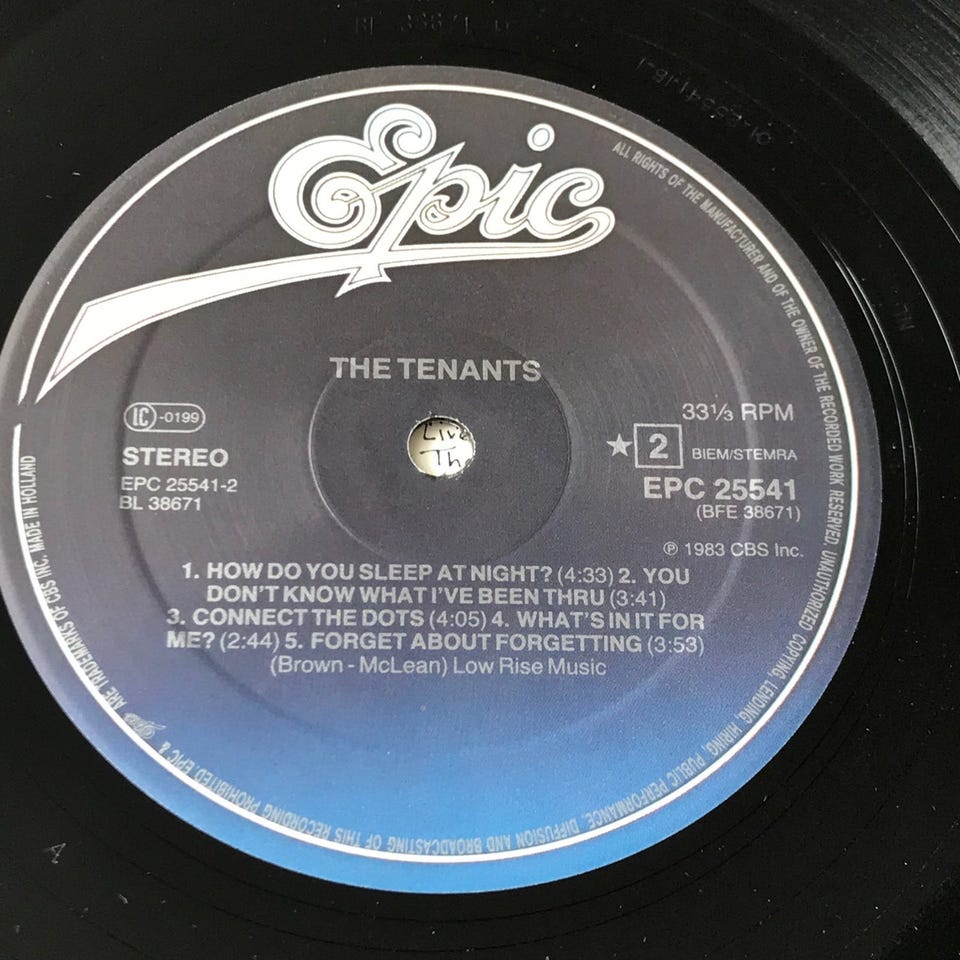 Epic
THE TENANTS
LC-0199
STEREO
EPC 25541-2
BL 38671
33⅓ RPM
★ 2 BIEM/STEMRA
EPC 25541
(BFE 38671)
℗ 1983 CBS Inc.
Live
Th
1. HOW DO YOU SLEEP AT NIGHT? (4:33) 2. YOU
DON'T KNOW WHAT I'VE BEEN THRU (3:41)
3. CONNECT THE DOTS (4:05) 4. WHAT'S IN IT FOR
ME? (2:44) 5. FORGET ABOUT FORGETTING (3:53)
(Brown - McLean) Low Rise Music
ALL RIGHTS OF THE MANUFACTURER AND OF THE OWNER OF THE RECORDED WORK RESERVED. UNAUTHORIZED COPYING, LENDING, HIRING, PUBLIC PERFORMANCE, DIFFUSION AND BROADCASTING OF THIS RECORDING PROHIBITED. EPIC & Epic ARE TRADEMARKS OF CBS INC. MADE IN HOLLAND